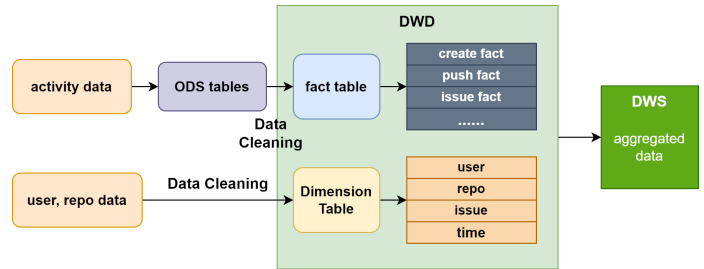 DWD
activity data
ODS tables
fact table
create fact
push fact
issue fact
......
Data
Cleaning
DWS
aggregated
data
user, repo data
Data Cleaning
Dimension
Table
user
repo
issue
time